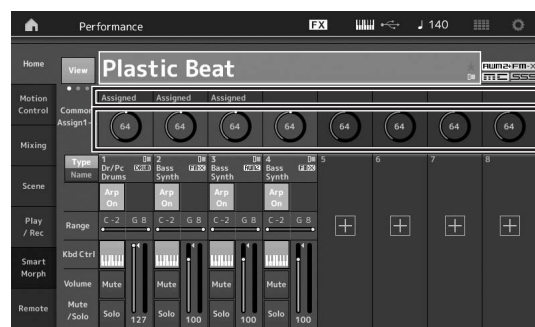 Performance FX ♩ 140
Home
View
Plastic Beat
AWM2+FM-X
MC SSS
Motion
Control
Common
Assign1-
Assigned Assigned Assigned
64 64 64 64 64 64 64 64
Mixing
Type
Name
1 2 3 4 5 6 7 8
Dr/Pc Bass Bass Bass
Drums Synth Synth Synth
Scene
Arp Arp Arp Arp
On On On On
Play
/ Rec
Range
C -2 G 8 C -2 G 8 C -2 G 8 C -2 G 8
+ + + +
Smart
Morph
Kbd Ctrl
Volume
Mute Mute Mute Mute
Remote
Mute
/Solo
Solo 127 Solo 100 Solo 100 Solo 100